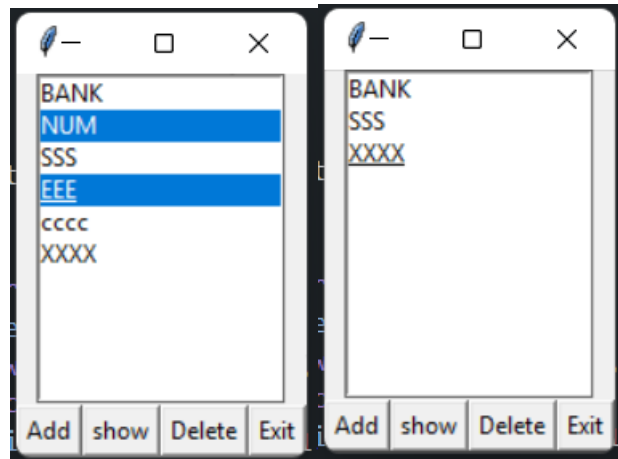 BANK
NUM
SSS
EEE
cccc
XXXX
Add show Delete Exit
BANK
SSS
XXXX
Add show Delete Exit